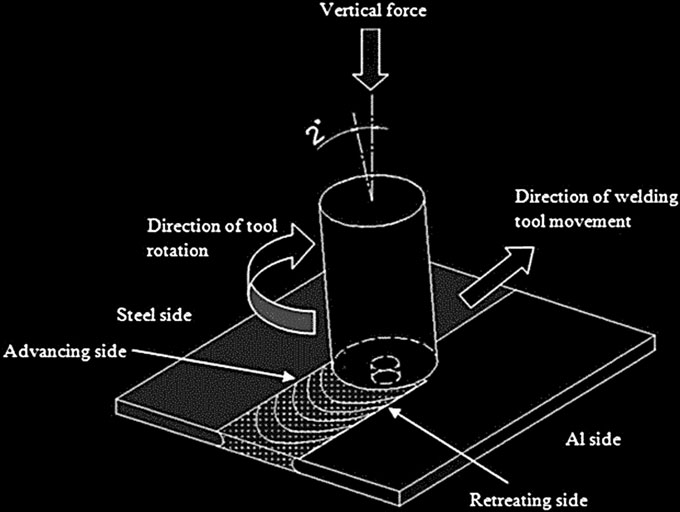 Vertical force
2°
Direction of welding
tool movement
Direction of tool
rotation
Steel side
Advancing side
Al side
Retreating side